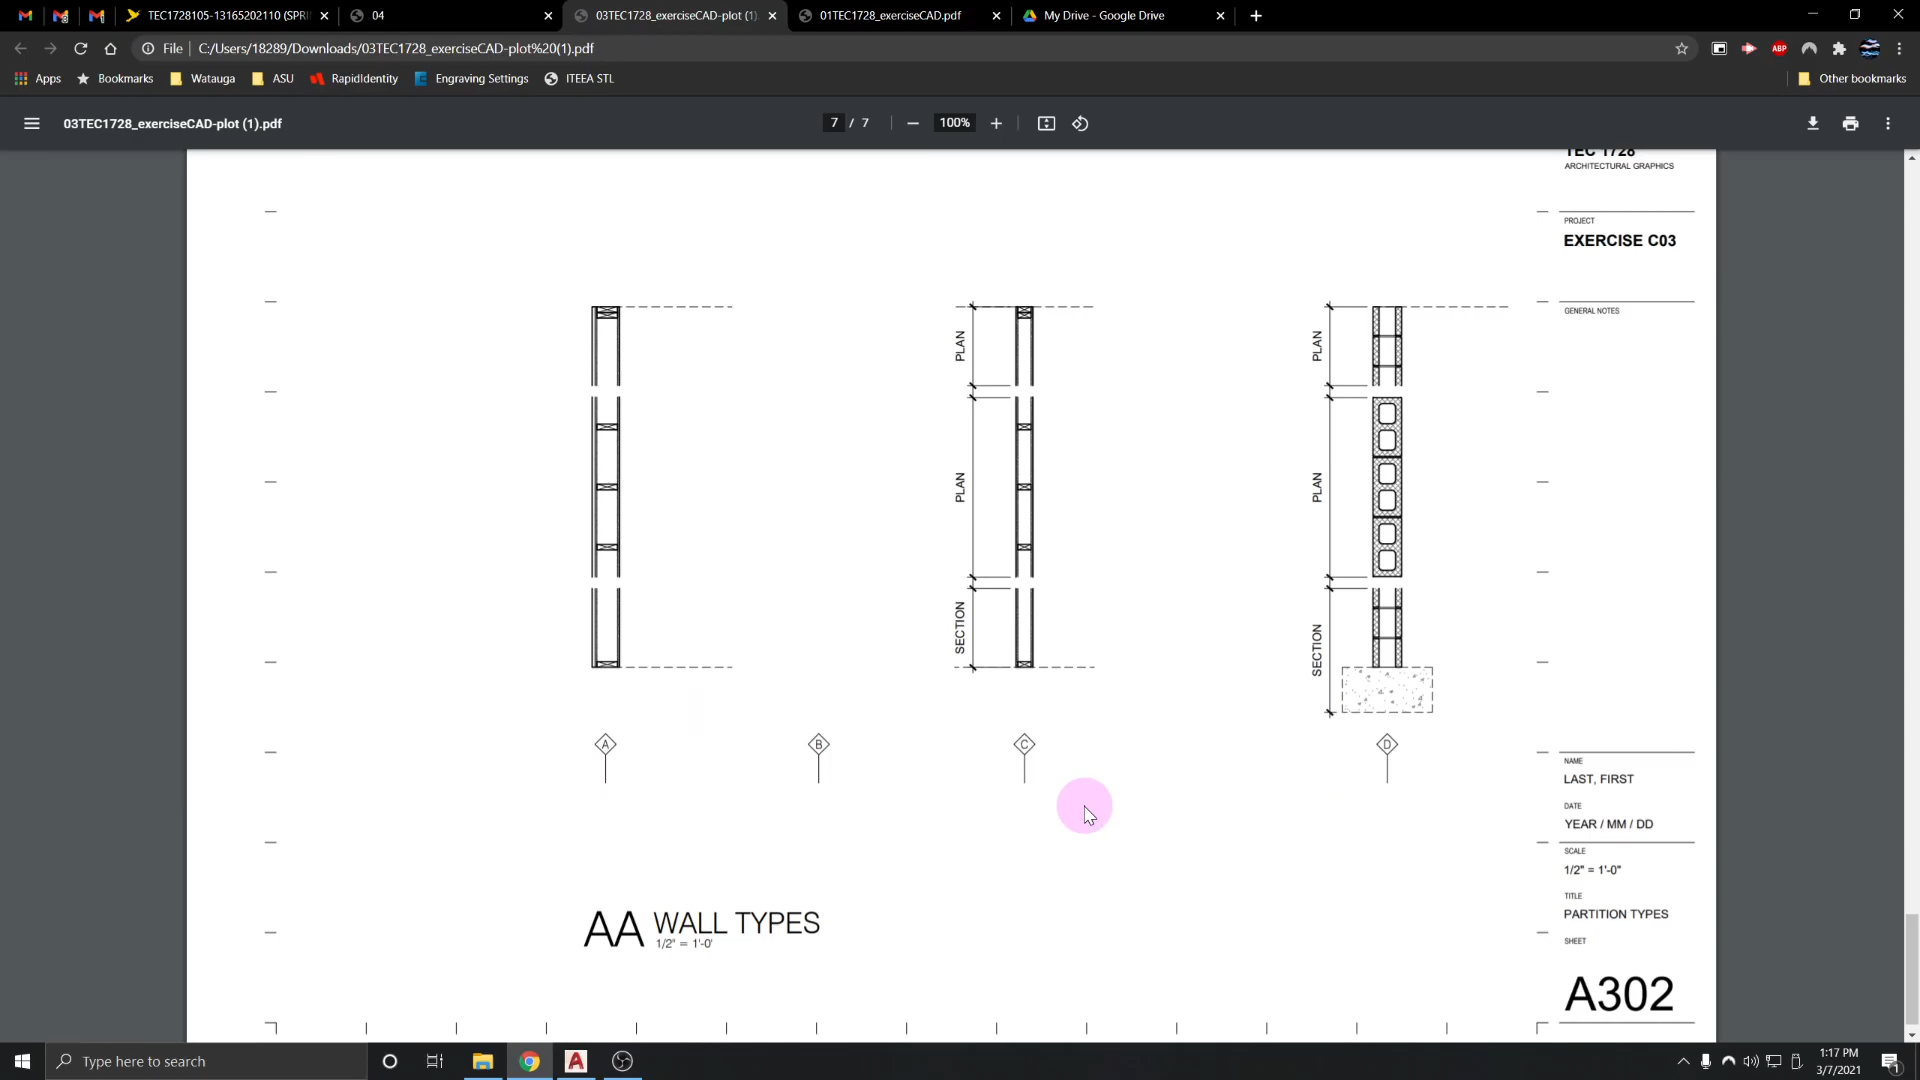 TEC1728105-13165202110 (SPRI
04
03TEC1728_exerciseCAD-plot (1)
01TEC1728_exerciseCAD.pdf
My Drive - Google Drive
File
C:/Users/18289/Downloads/03TEC1728_exerciseCAD-plot%20(1).pdf
ABP
Apps
Bookmarks
Watauga
ASU
RapidIdentity
Engraving Settings
ITEEA STL
Other bookmarks
03TEC1728_exerciseCAD-plot (1).pdf
7 / 7
100%
TEC 1728
ARCHITECTURAL GRAPHICS
PROJECT
EXERCISE C03
GENERAL NOTES
PLAN
PLAN
PLAN
PLAN
SECTION
SECTION
A
B
C
D
NAME
LAST, FIRST
DATE
YEAR / MM / DD
SCALE
1/2" = 1'-0"
TITLE
PARTITION TYPES
SHEET
A302
AA WALL TYPES
1/2" = 1'-0'
Type here to search
1:17 PM
3/7/2021
1